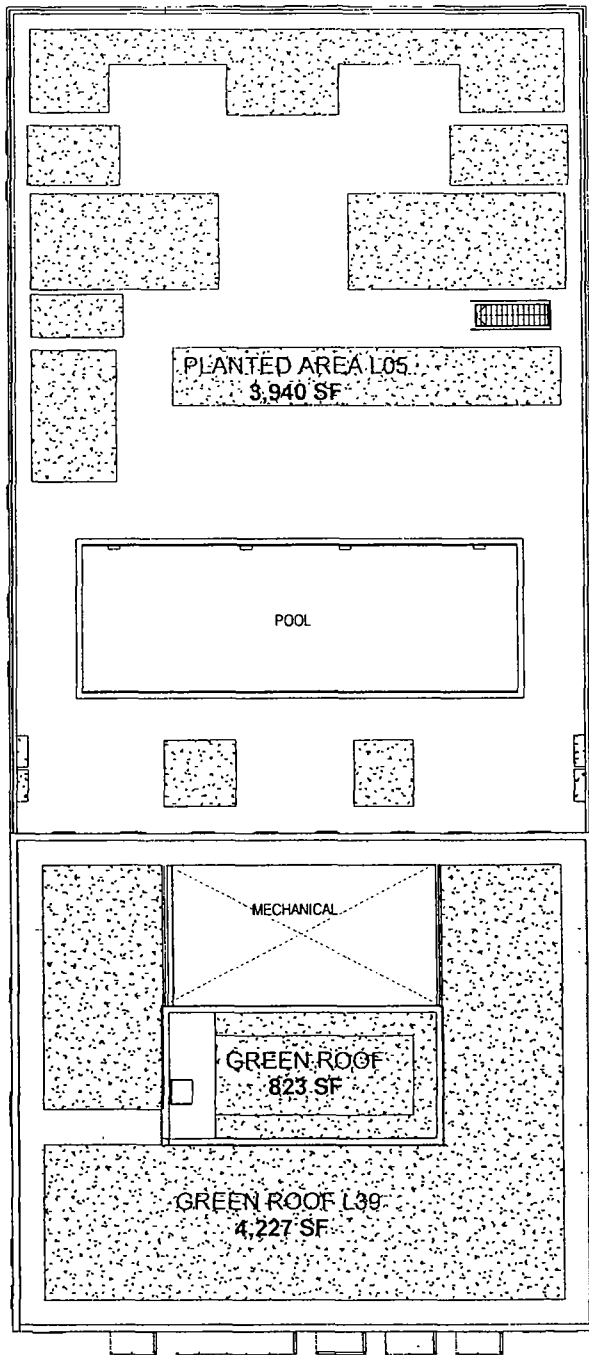 PLANTED AREA L05
3,940 SF
POOL
MECHANICAL
GREEN ROOF
823 SF
GREEN ROOF L39
4,227 SF